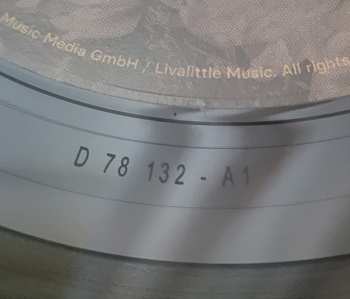 Music Media GmbH / Livalittle Music. All rights
D 78 132 - A1